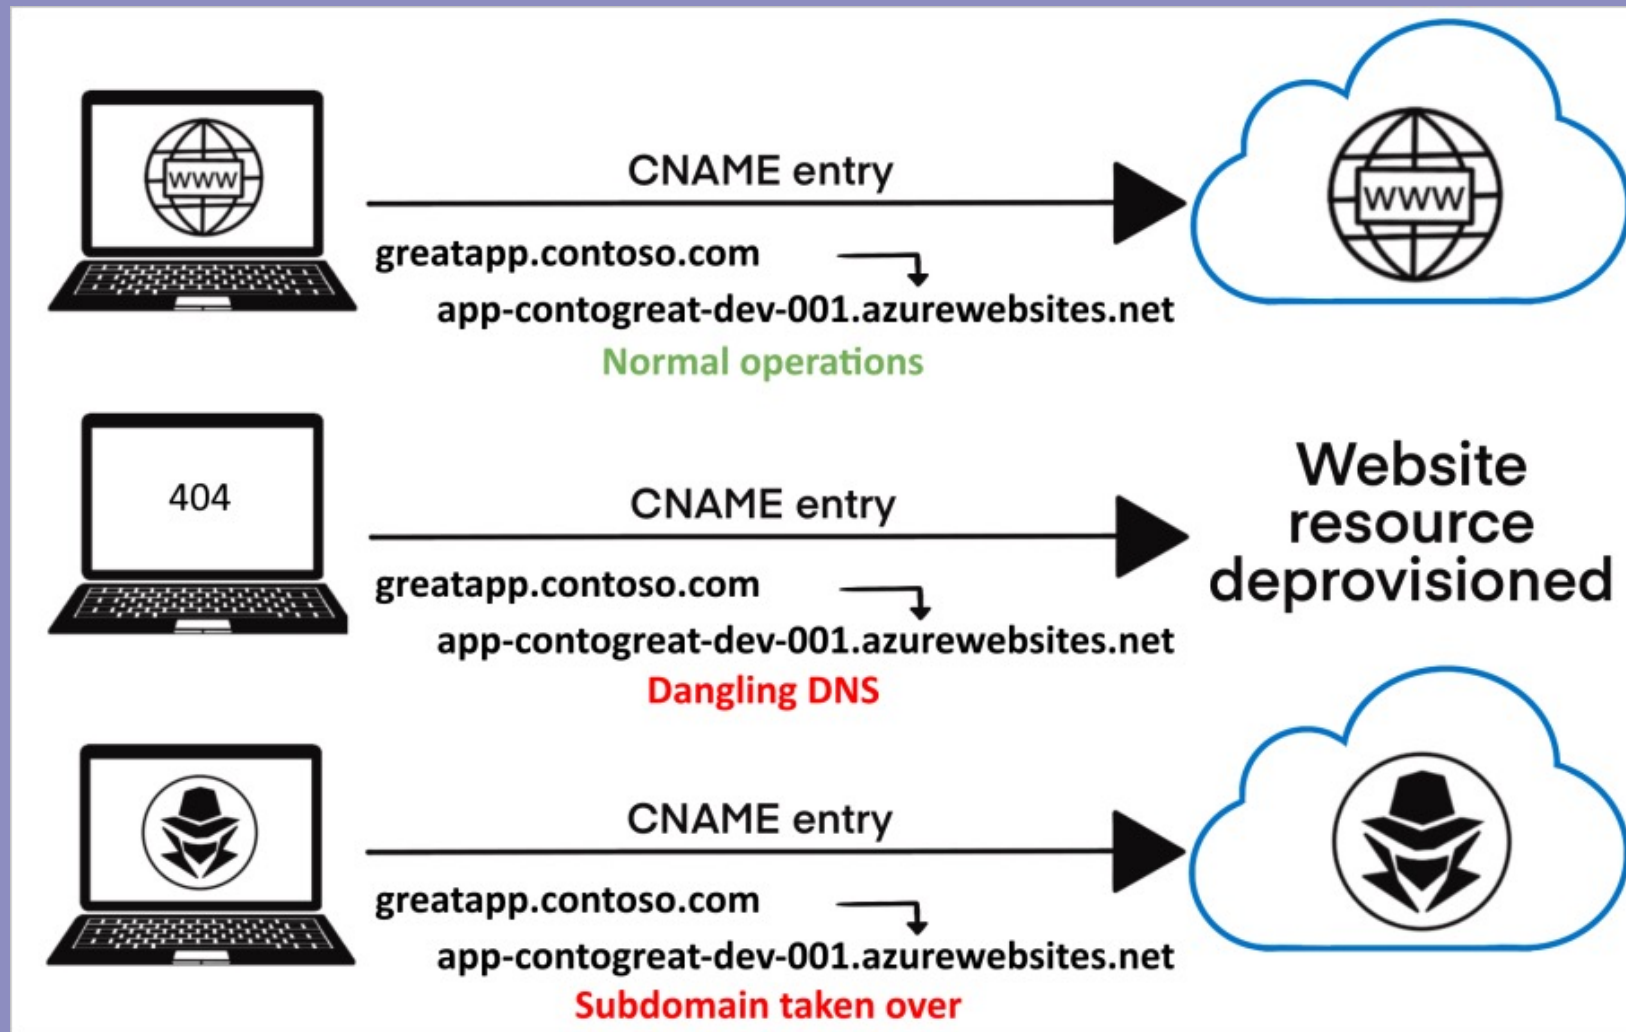 WWW
CNAME entry
greatapp.contoso.com
app-contogreat-dev-001.azurewebsites.net
Normal operations
WWW
404
CNAME entry
greatapp.contoso.com
app-contogreat-dev-001.azurewebsites.net
Dangling DNS
Website
resource
deprovisioned
CNAME entry
greatapp.contoso.com
app-contogreat-dev-001.azurewebsites.net
Subdomain taken over